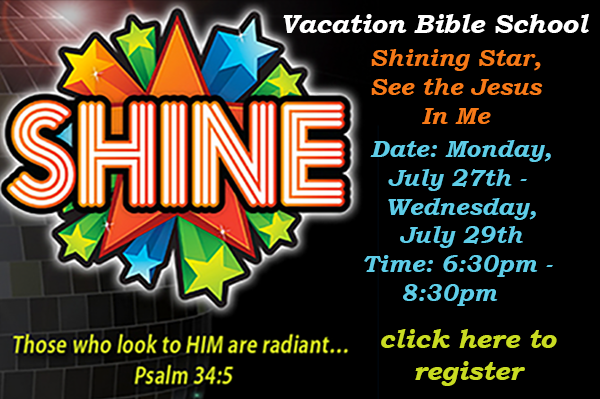 SHINE
Those who look to HIM are radiant...
Psalm 34:5
Vacation Bible School
Shining Star,
See the Jesus
In Me
Date: Monday,
July 27th -
Wednesday,
July 29th
Time: 6:30pm -
8:30pm
click here to
register